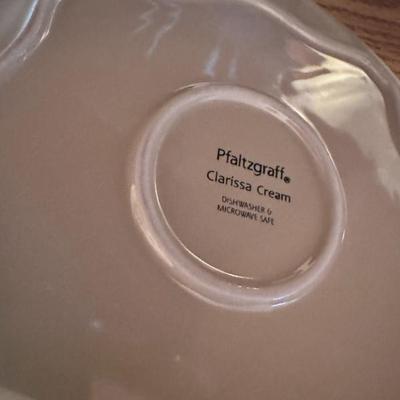 Pfaltzgraff®
Clarissa Cream
DISHWASHER &
MICROWAVE SAFE